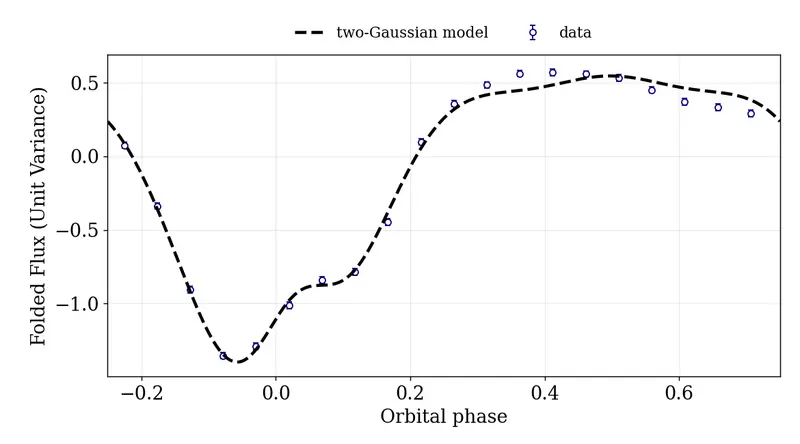 two-Gaussian model
data
Folded Flux (Unit Variance)
0.5
0.0
−0.5
−1.0
−0.2
0.0
0.2
0.4
0.6
Orbital phase